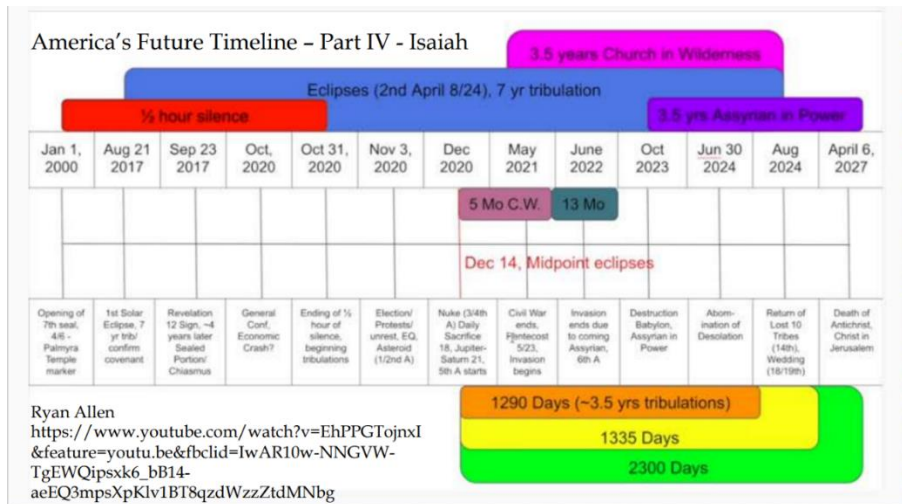 America's Future Timeline – Part IV - Isaiah
3.5 years Church in Wilderness
Eclipses (2nd April 8/24), 7 yr tribulation
½ hour silence
3.5 yrs Assyrian in Power
Jan 1,
2000
Aug 21
2017
Sep 23
2017
Oct,
2020
Oct 31,
2020
Nov 3,
2020
Dec
2020
May
2021
June
2022
Oct
2023
Jun 30
2024
Aug
2024
April 6,
2027
5 Mo C.W.
13 Mo
Dec 14, Midpoint eclipses
Opening of
7th seal,
4/6 -
Palmyra
Temple
marker
1st Solar
Eclipse, 7
yr trib/
confirm
covenant
Revelation
12 Sign, ~4
years later
Sealed
Portion/
Chiasmus
General
Conf,
Economic
Crash?
Ending of ½
hour of
silence,
beginning
tribulations
Election/
Protests/
unrest, EQ,
Asteroid
(1/2nd A)
Nuke (3/4th
A) Daily
Sacrifice
18, Jupiter-
Saturn 21,
5th A starts
Civil War
ends,
Pentecost
5/23,
Invasion
begins
Invasion
ends due
to coming
Assyrian,
6th A
Destruction
Babylon,
Assyrian in
Power
Abom-
ination of
Desolation
Return of
Lost 10
Tribes
(14th),
Wedding
(18/19th)
Death of
Antichrist,
Christ in
Jerusalem
1290 Days (~3.5 yrs tribulations)
1335 Days
2300 Days
Ryan Allen
https://www.youtube.com/watch?v=EhPPGTojnxI
&feature=youtu.be&fbclid=IwAR10w-NNGVW-
TgEWQipsxk6_bB14-
aeEQ3mpsXpKlv1BT8qzdWzzZtdMNbg